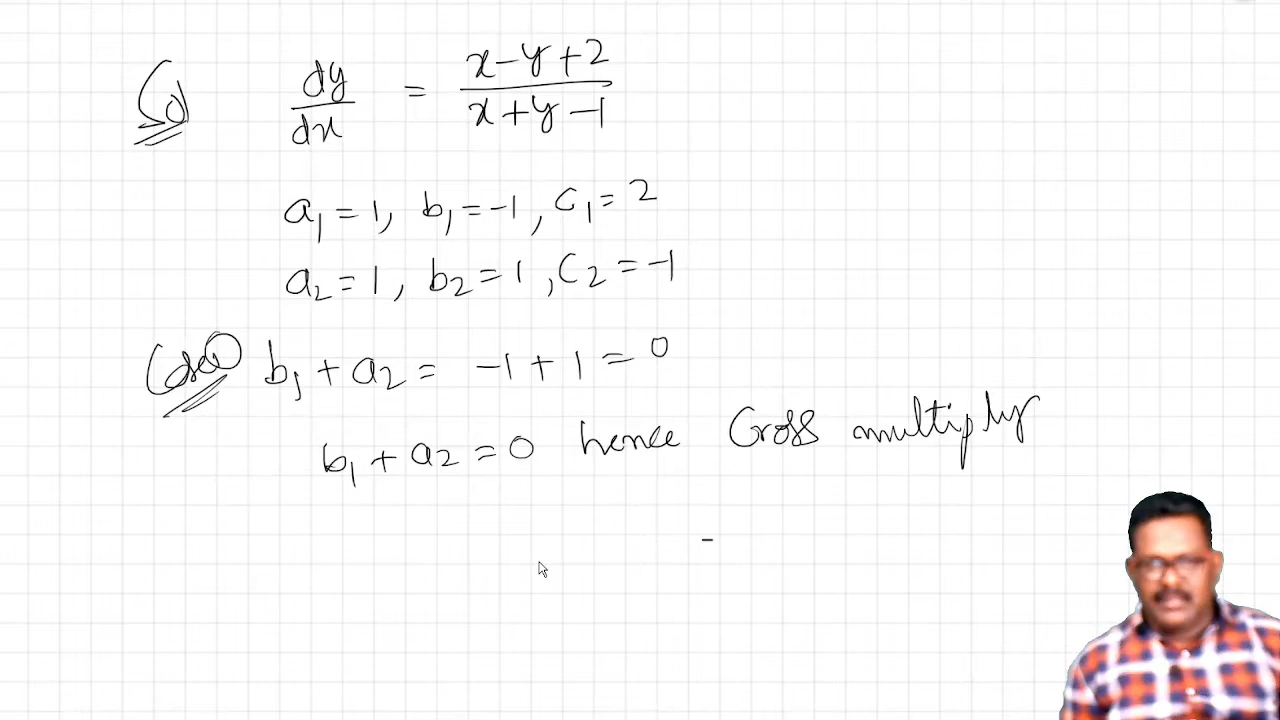 Sol
dy/dx = (x-y+2)/(x+y-1)
a₁ = 1, b₁ = -1, c₁ = 2
a₂ = 1, b₂ = 1, c₂ = -1
Case① b₁ + a₂ = -1 + 1 = 0
b₁ + a₂ = 0 hence Cross multiply
-